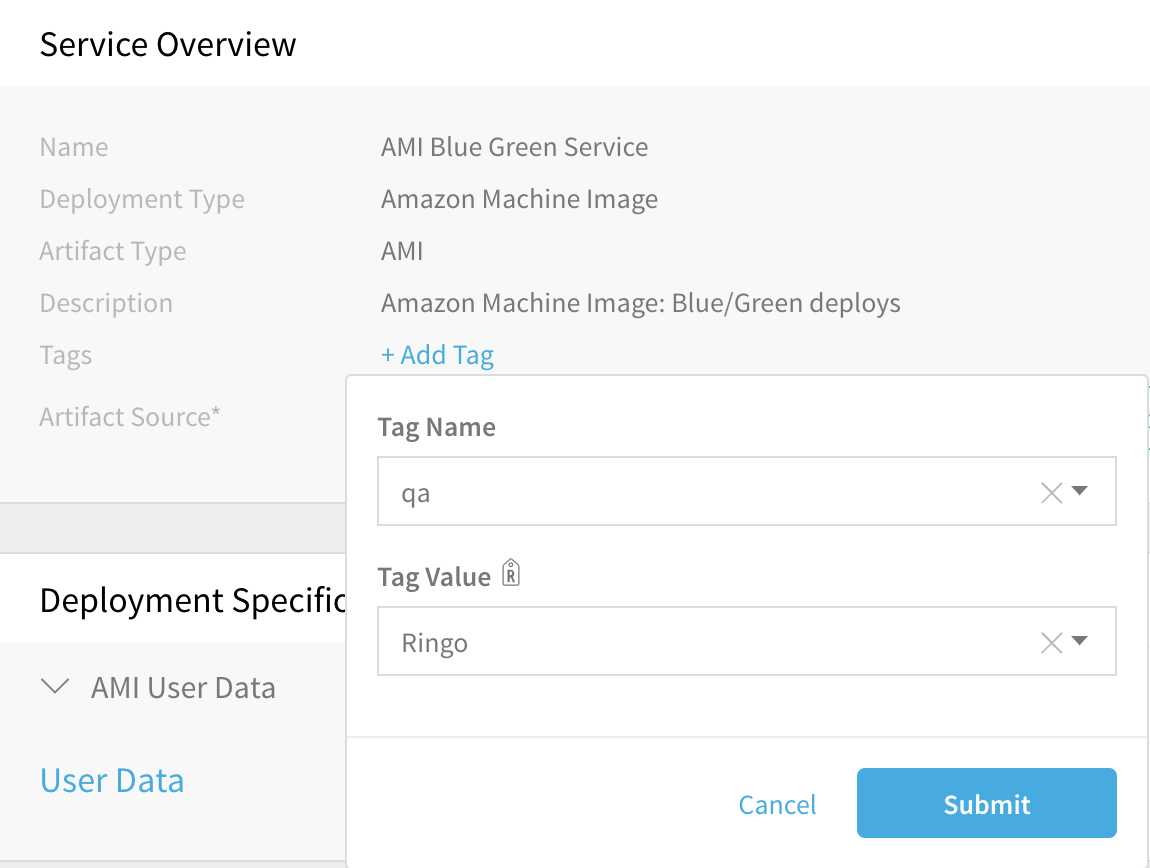 Service Overview
Name AMI Blue Green Service
Deployment Type Amazon Machine Image
Artifact Type AMI
Description Amazon Machine Image: Blue/Green deploys
Tags + Add Tag
Artifact Source*
Tag Name
qa
Tag Value R
Ringo
Deployment Specific
AMI User Data
User Data
Cancel Submit